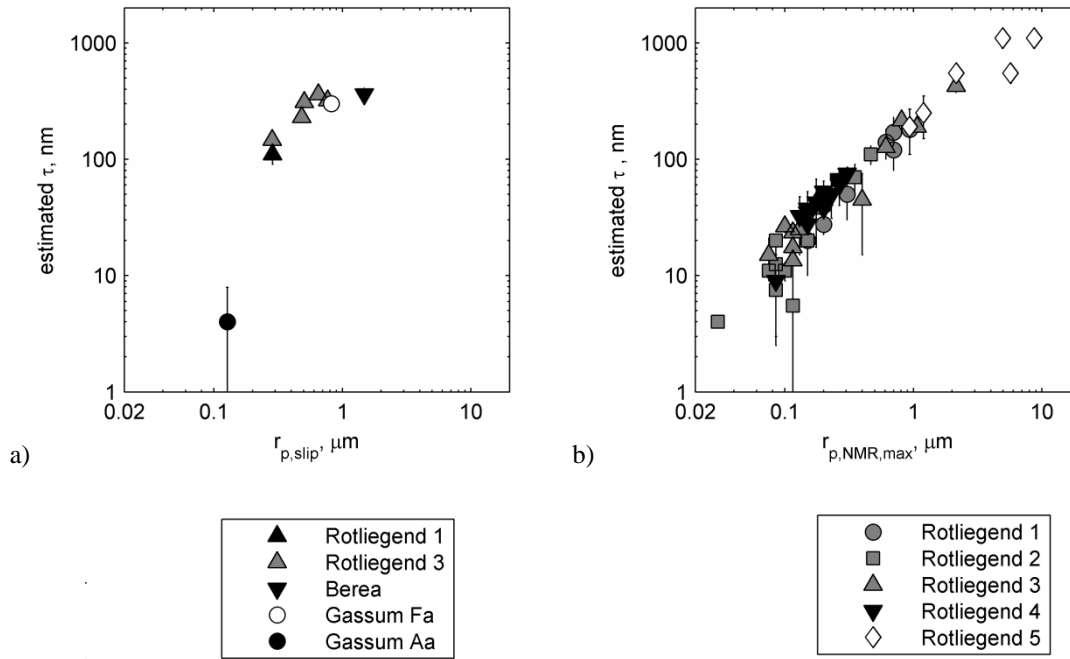 1000
100
10
1
0.02
0.1
1
10
estimated τ, nm
r_p,slip, μm
a)
1000
100
10
1
0.02
0.1
1
10
estimated τ , nm
r_p,NMR,max, μm
b)
Rotliegend 1
Rotliegend 3
Berea
Gassum Fa
Gassum Aa
Rotliegend 1
Rotliegend 2
Rotliegend 3
Rotliegend 4
Rotliegend 5